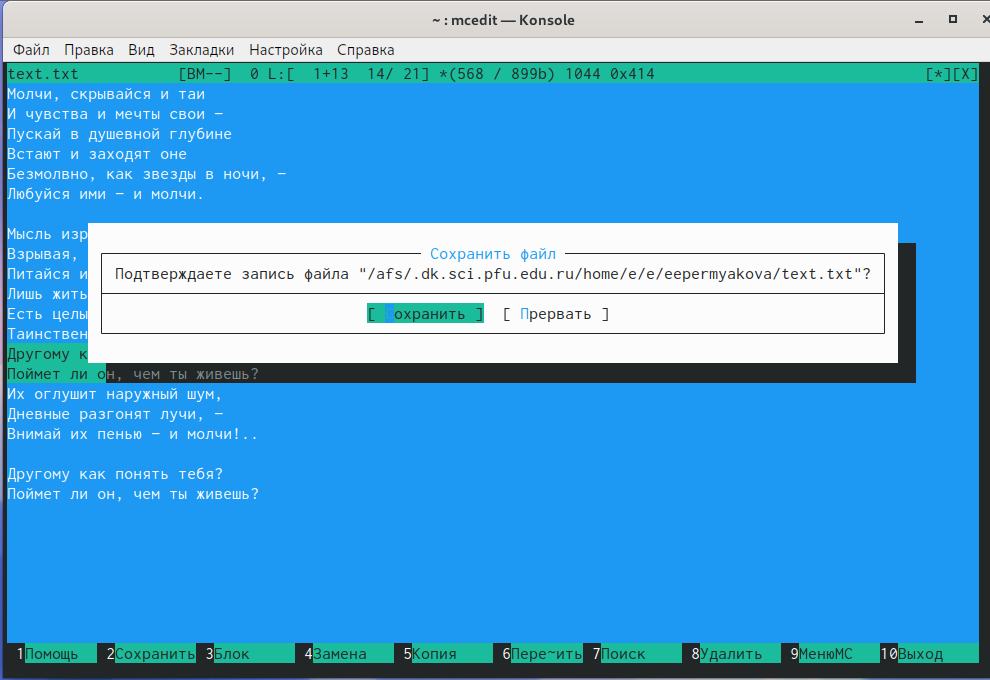 ~ : mcedit — Konsole
Файл Правка Вид Закладки Настройка Справка
text.txt [BM--] 0 L:[ 1+13 14/ 21] *(568 / 899b) 1044 0x414 [*][X]
Молчи, скрывайся и таи
И чувства и мечты свои –
Пускай в душевной глубине
Встают и заходят оне
Безмолвно, как звезды в ночи, –
Любуйся ими – и молчи.
Мысль изр
Взрывая,
Питайся и
Лишь жить
Есть целы
Таинствен
Другому к
Сохранить файл
Подтверждаете запись файла "/afs/.dk.sci.pfu.edu.ru/home/e/e/eepermyakova/text.txt"?
[ Сохранить ] [ Прервать ]
Поймет ли он, чем ты живешь?
Их оглушит наружный шум,
Дневные разгонят лучи, –
Внимай их пенью – и молчи!..
Другому как понять тебя?
Поймет ли он, чем ты живешь?
1Помощь 2Сохранить 3Блок 4Замена 5Копия 6Пере~ить 7Поиск 8Удалить 9МенюМС 10Выход